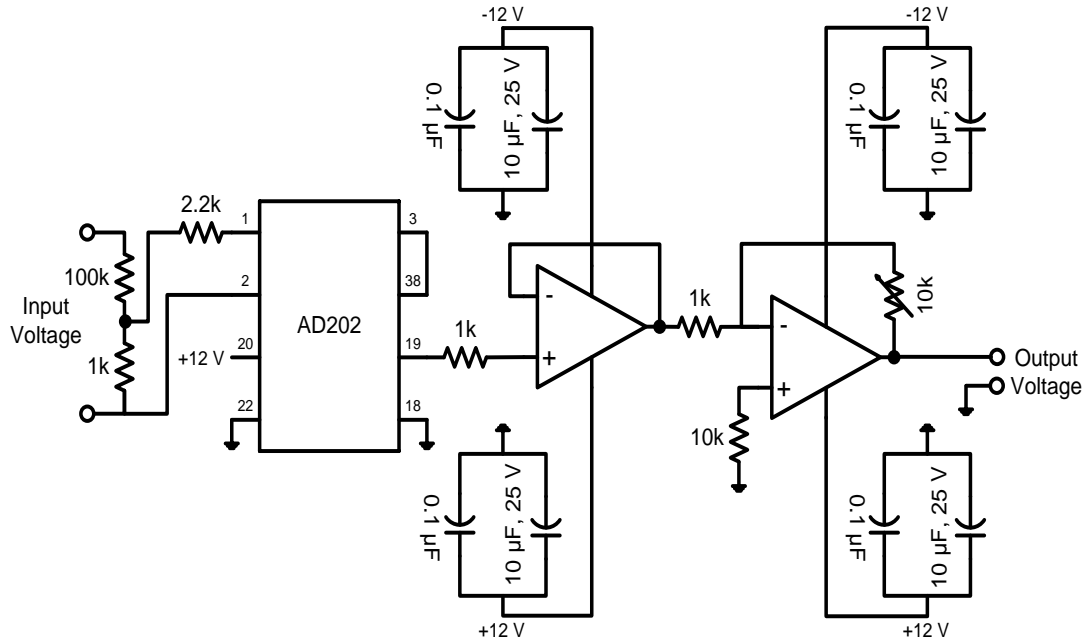 -12 V
-12 V
0.1 µF
10 µF, 25 V
0.1 µF
10 µF, 25 V
2.2k
1
3
100k
2
38
Input
Voltage
AD202
1k
+12 V
20
19
1k
22
18
-
+
1k
-
+
10k
10k
Output
Voltage
0.1 µF
10 µF, 25 V
0.1 µF
10 µF, 25 V
+12 V
+12 V